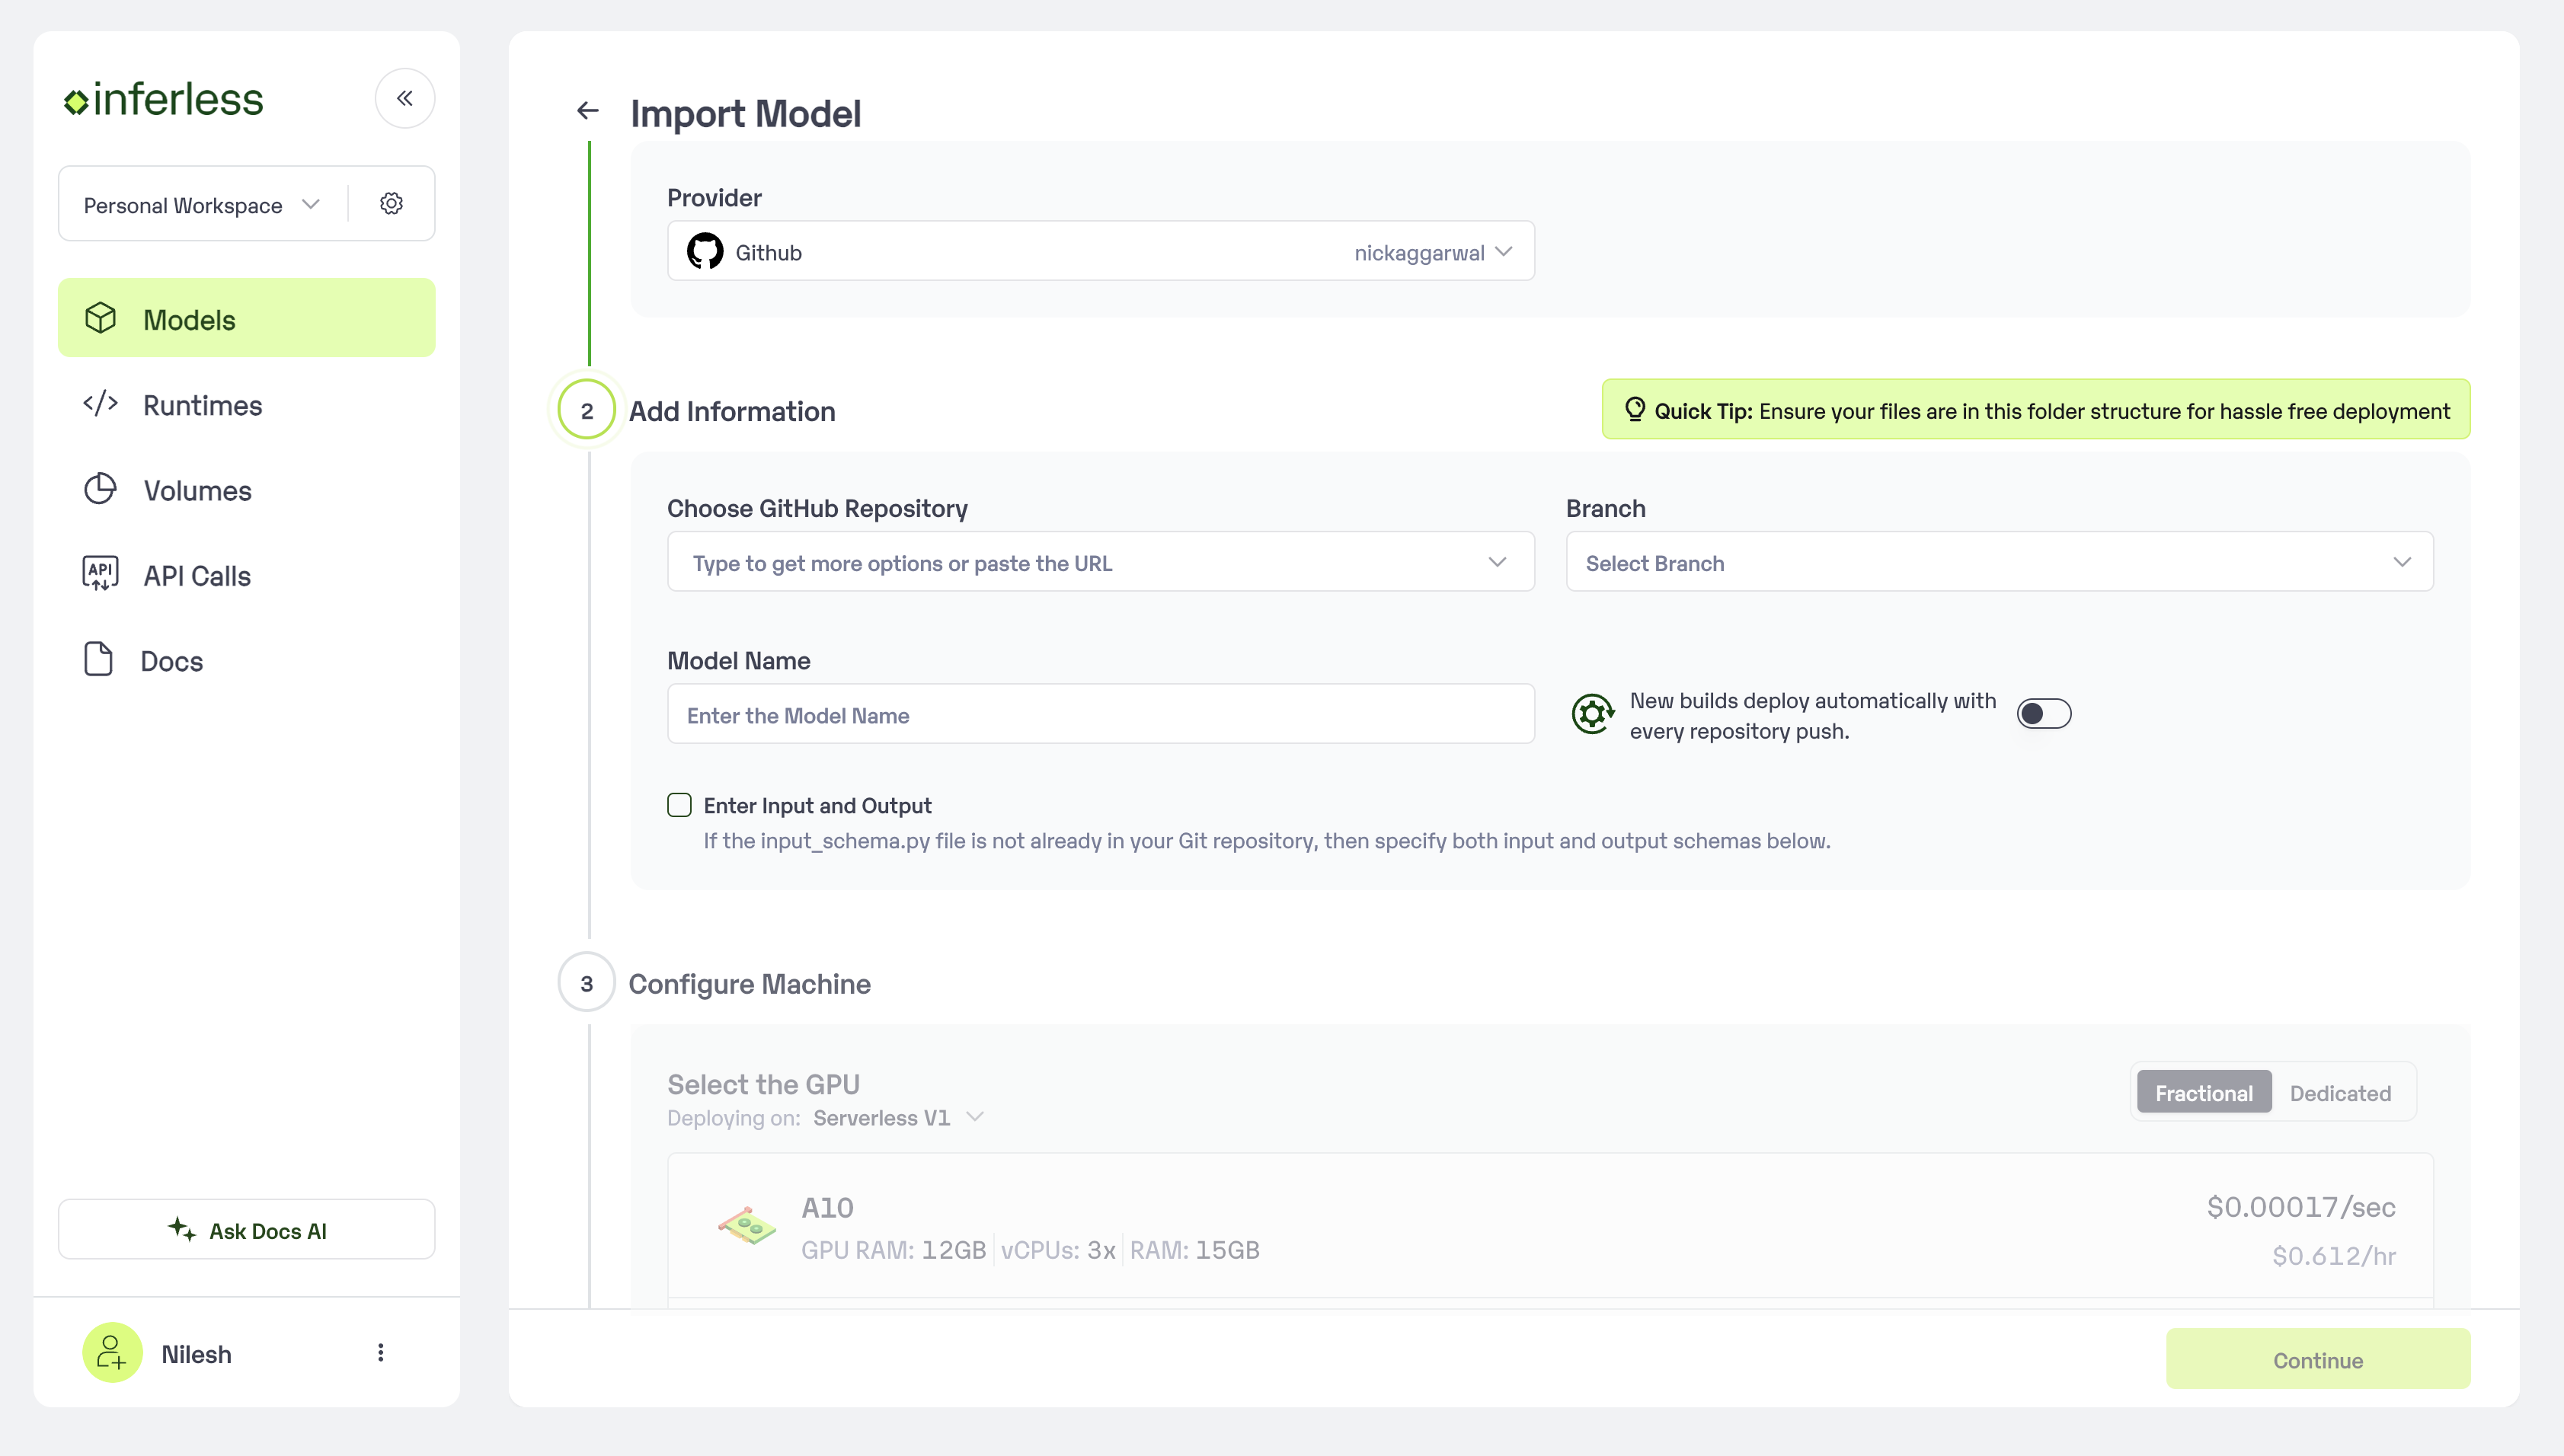 inferless
Personal Workspace
Models
Runtimes
Volumes
API
API Calls
Docs
Ask Docs AI
Nilesh
Import Model
Provider
Github
nickaggarwal
2
Add Information
Quick Tip: Ensure your files are in this folder structure for hassle free deployment
Choose GitHub Repository
Type to get more options or paste the URL
Branch
Select Branch
Model Name
Enter the Model Name
New builds deploy automatically with
every repository push.
Enter Input and Output
If the input_schema.py file is not already in your Git repository, then specify both input and output schemas below.
3
Configure Machine
Select the GPU
Deploying on: Serverless V1
Fractional
Dedicated
A10
GPU RAM: 12GB vCPUs: 3x RAM: 15GB
$0.00017/sec
$0.612/hr
Continue